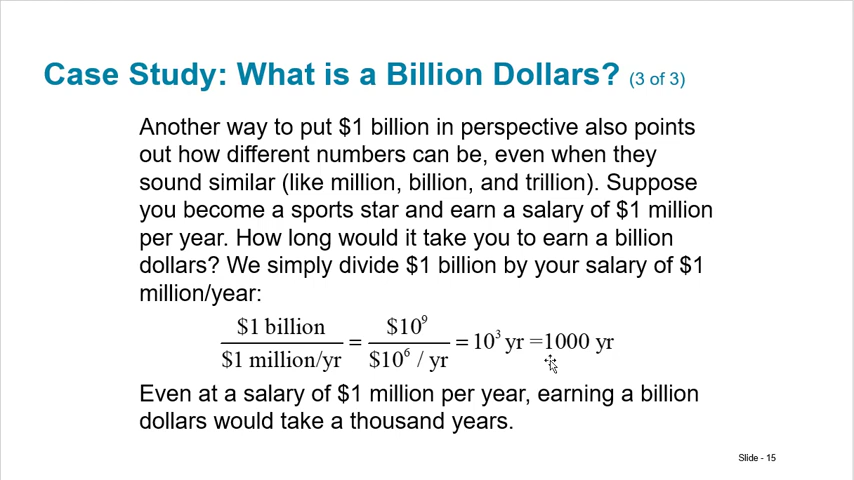 Case Study: What is a Billion Dollars? (3 of 3)
Another way to put $1 billion in perspective also points
out how different numbers can be, even when they
sound similar (like million, billion, and trillion). Suppose
you become a sports star and earn a salary of $1 million
per year. How long would it take you to earn a billion
dollars? We simply divide $1 billion by your salary of $1
million/year:
$1 billion / $1 million/yr = $10⁹ / $10⁶ / yr = 10³ yr =1000 yr
Even at a salary of $1 million per year, earning a billion
dollars would take a thousand years.
Slide - 15